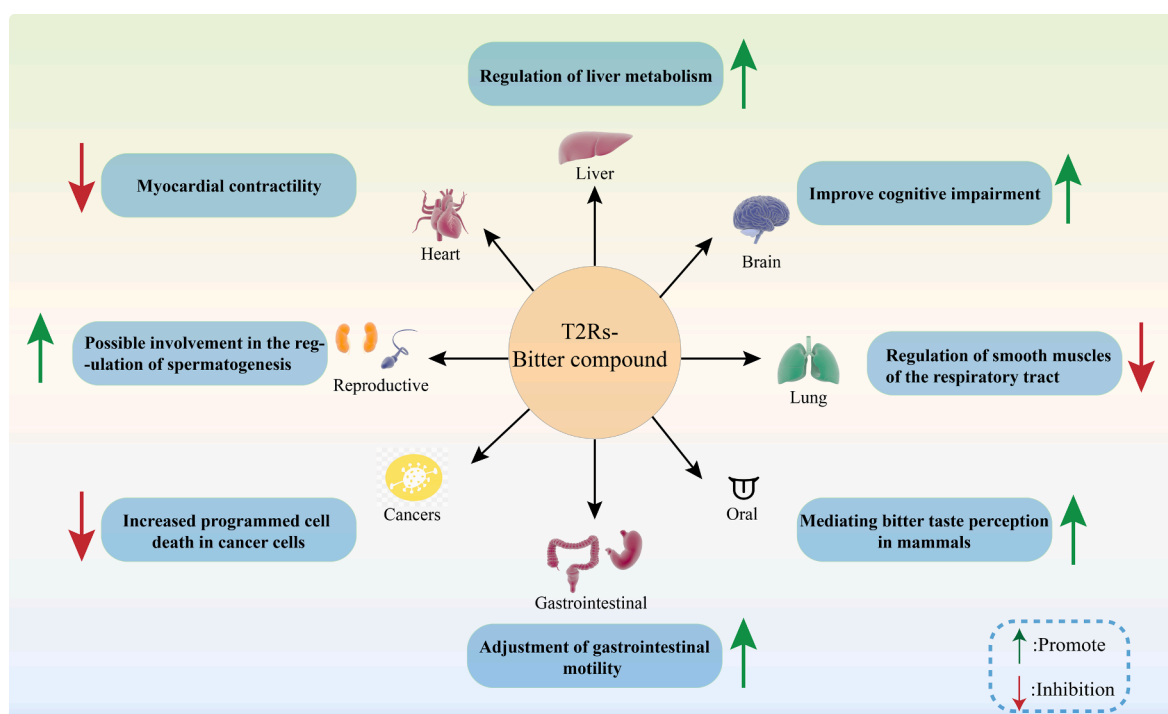 Regulation of liver metabolism
Liver
Myocardial contractility
Heart
Improve cognitive impairment
Brain
T2Rs-
Bitter compound
Possible involvement in the reg-
-ulation of spermatogenesis
Reproductive
Regulation of smooth muscles
of the respiratory tract
Lung
Increased programmed cell
death in cancer cells
Cancers
Oral
Mediating bitter taste perception
in mammals
Gastrointestinal
Adjustment of gastrointestinal
motility
:Promote
:Inhibition